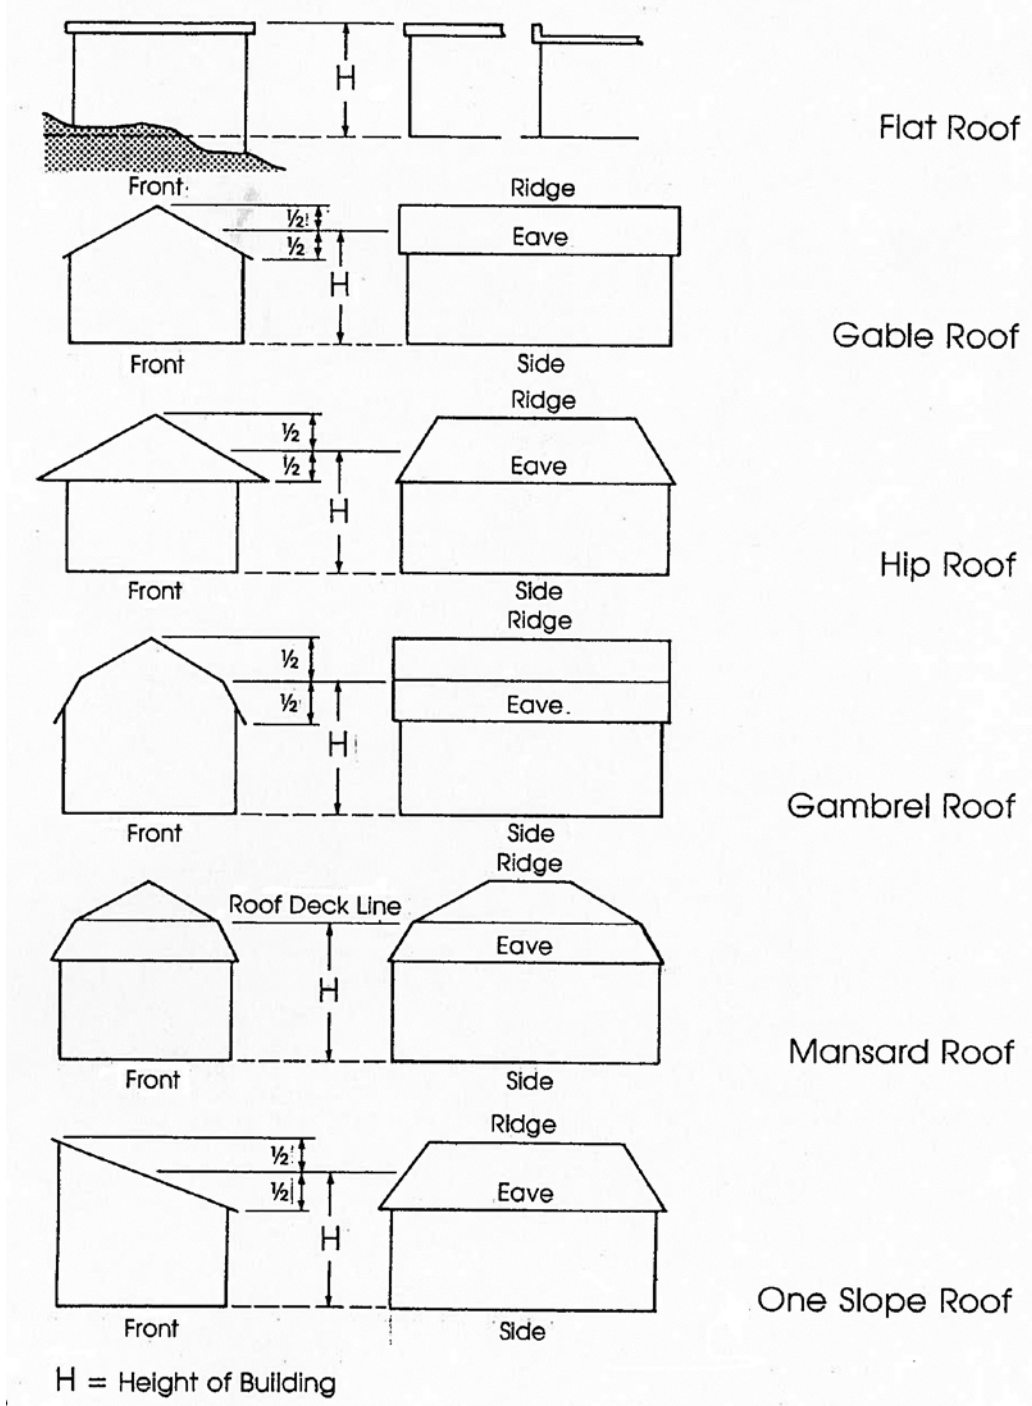 H
Flat Roof
Front
Ridge
½
½
Eave
H
Gable Roof
Front
Side
Ridge
½
½
Eave
H
Hip Roof
Front
Side
Ridge
½
½
Eave
H
Gambrel Roof
Front
Side
Ridge
Roof Deck Line
Eave
H
Mansard Roof
Front
Side
Ridge
½
½
Eave
H
One Slope Roof
Front
Side
H = Height of Building